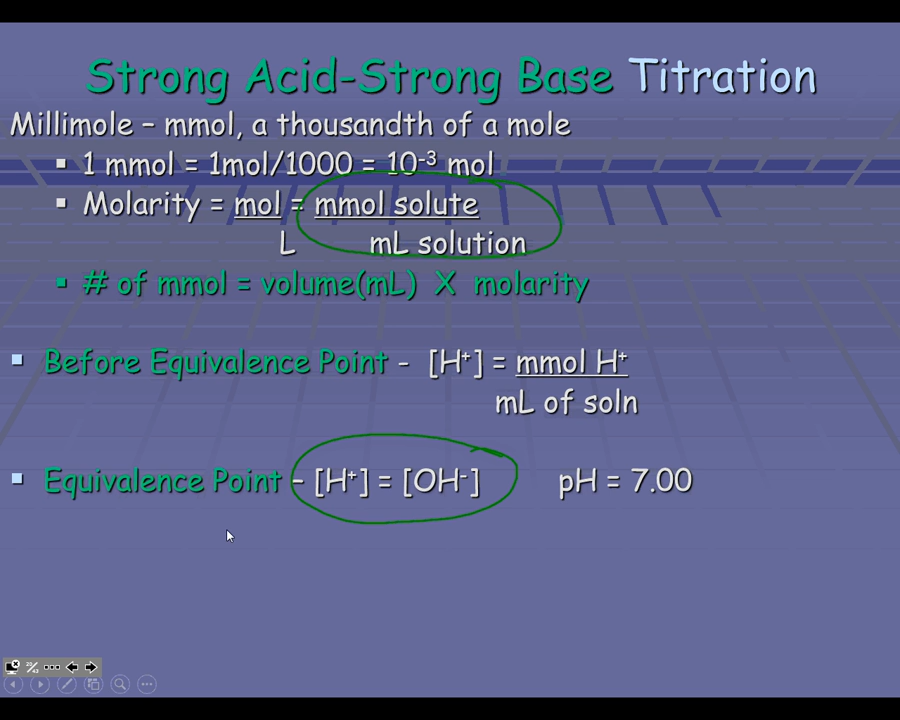 Strong Acid-Strong Base Titration
Millimole – mmol, a thousandth of a mole
▪ 1 mmol = 1mol/1000 = 10⁻³ mol
▪ Molarity = mol = mmol solute
L mL solution
▪ # of mmol = volume(mL) X molarity
▪ Before Equivalence Point - [H⁺] = mmol H⁺
mL of soln
▪ Equivalence Point – [H⁺] = [OH⁻] pH = 7.00